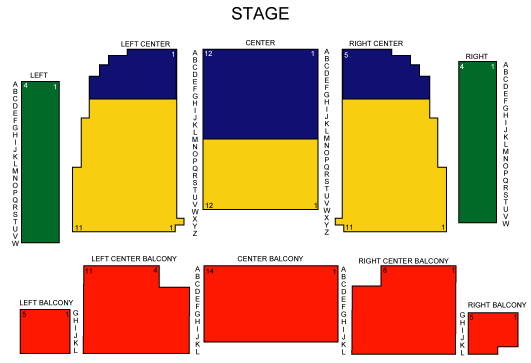 STAGE
LEFT CENTER
CENTER
RIGHT CENTER
RIGHT
LEFT
1
12
1
5
1
4
1
4
1
A
B
C
D
E
F
G
H
I
J
K
L
M
N
O
P
Q
R
S
T
U
V
W
A
B
C
D
E
F
G
H
I
J
K
L
M
N
O
P
Q
R
S
T
U
V
W
X
Y
Z
A
B
C
D
E
F
G
H
I
J
K
L
M
N
O
P
Q
R
S
T
U
V
W
X
Y
Z
A
B
C
D
E
F
G
H
I
J
K
L
M
N
O
P
Q
R
S
T
U
V
W
11
1
12
1
11
1
LEFT CENTER BALCONY
CENTER BALCONY
RIGHT CENTER BALCONY
11
4
14
1
5
1
A
B
C
D
E
F
G
H
I
J
K
L
A
B
C
D
E
F
G
H
I
J
K
L
LEFT BALCONY
RIGHT BALCONY
5
1
5
1
G
H
I
J
K
L
G
H
I
J
K
L